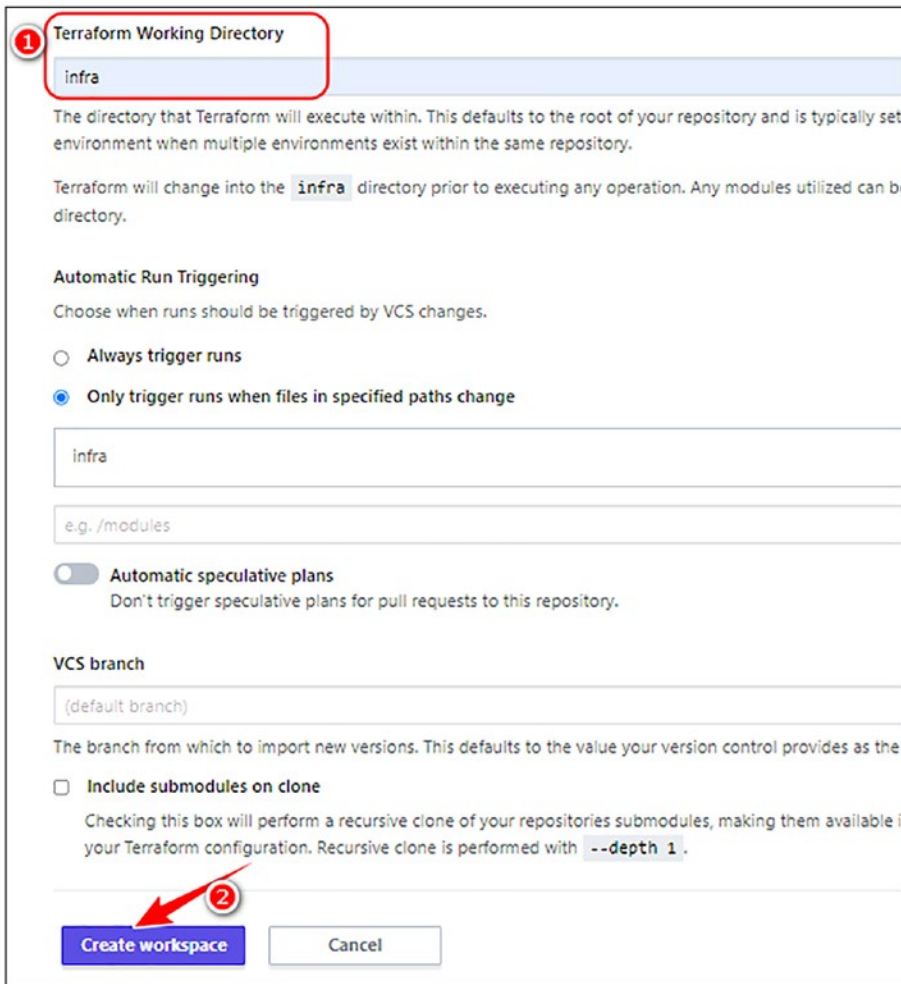 1
Terraform Working Directory
infra
The directory that Terraform will execute within. This defaults to the root of your repository and is typically set
environment when multiple environments exist within the same repository.
Terraform will change into the infra directory prior to executing any operation. Any modules utilized can be
directory.
Automatic Run Triggering
Choose when runs should be triggered by VCS changes.
Always trigger runs
Only trigger runs when files in specified paths change
infra
e.g. /modules
Automatic speculative plans
Don't trigger speculative plans for pull requests to this repository.
VCS branch
(default branch)
The branch from which to import new versions. This defaults to the value your version control provides as the
Include submodules on clone
Checking this box will perform a recursive clone of your repositories submodules, making them available i
your Terraform configuration. Recursive clone is performed with --depth 1 .
2
Create workspace
Cancel